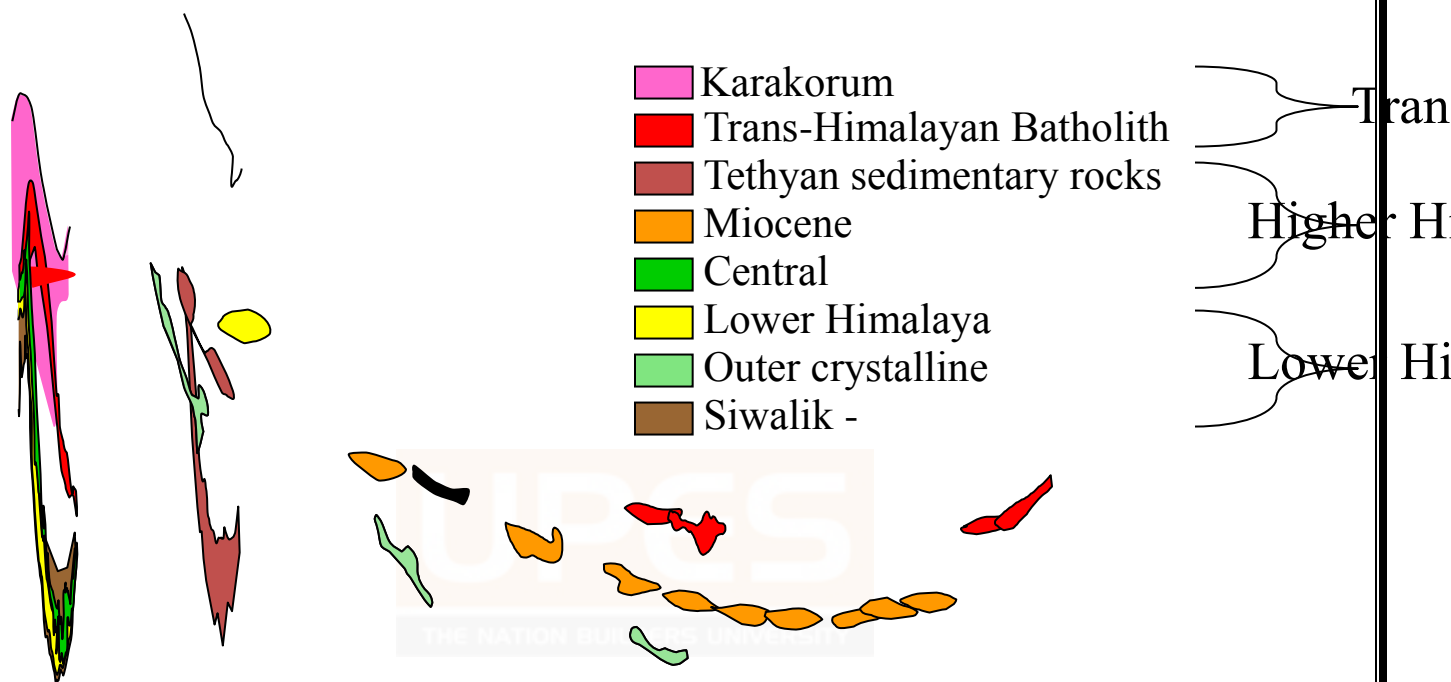 Karakorum
Tran
Trans-Himalayan Batholith
Tethyan sedimentary rocks
Miocene
Higher Hi
Central
Lower Himalaya
Outer crystalline
Lower Hi
Siwalik -
UPES
THE NATION BUILDERS UNIVERSITY